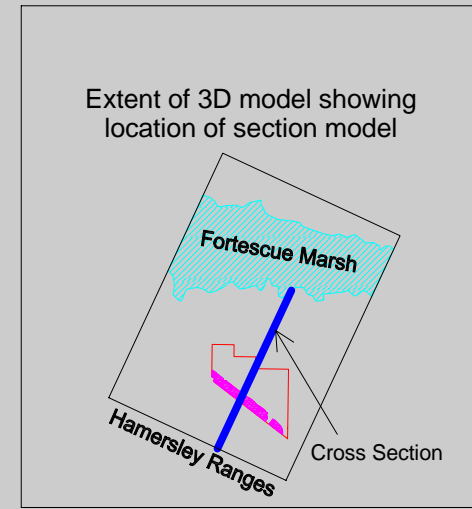 Extent of 3D model showing
location of section model
Fortescue Marsh
Hamersley Ranges
Cross Section